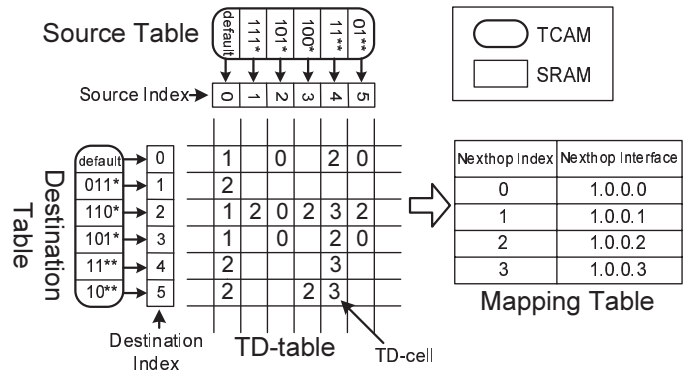 Source Table
default 111* 101* 100* 11** 01**
TCAM
SRAM
Source Index
0 1 2 3 4 5
Destination Table
default 0 1 0 2 0
011* 1 2
110* 2 1 2 0 2 3 2
101* 3 1 0 2 0
11** 4 2 3
10** 5 2 2 3
Nexthop Index Nexthop Interface
0 1.0.0.0
1 1.0.0.1
2 1.0.0.2
3 1.0.0.3
Mapping Table
Destination
Index
TD-table
TD-cell